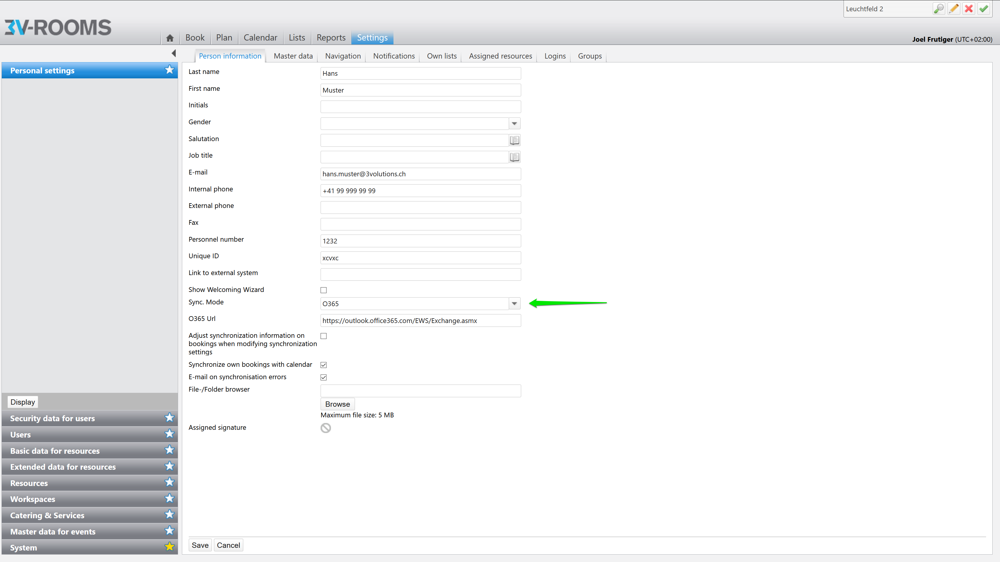 Leuchtfeld 2
3V-ROOMS
Book Plan Calendar Lists Reports Settings
Joel Frutiger (UTC+02:00)
Person information Master data Navigation Notifications Own lists Assigned resources Logins Groups
Personal settings
Last name Hans
First name Muster
Initials
Gender
Salutation
Job title
E-mail hans.muster@3volutions.ch
Internal phone +41 99 999 99 99
External phone
Fax
Personnel number 1232
Unique ID xcvxc
Link to external system
Show Welcoming Wizard
Sync. Mode O365
O365 Url https://outlook.office365.com/EWS/Exchange.asmx
Adjust synchronization information on
bookings when modifying synchronization
settings
Synchronize own bookings with calendar
E-mail on synchronisation errors
File-/Folder browser
Browse
Maximum file size: 5 MB
Assigned signature
Display
Security data for users
Users
Basic data for resources
Extended data for resources
Resources
Workspaces
Catering & Services
Master data for events
System
Save Cancel